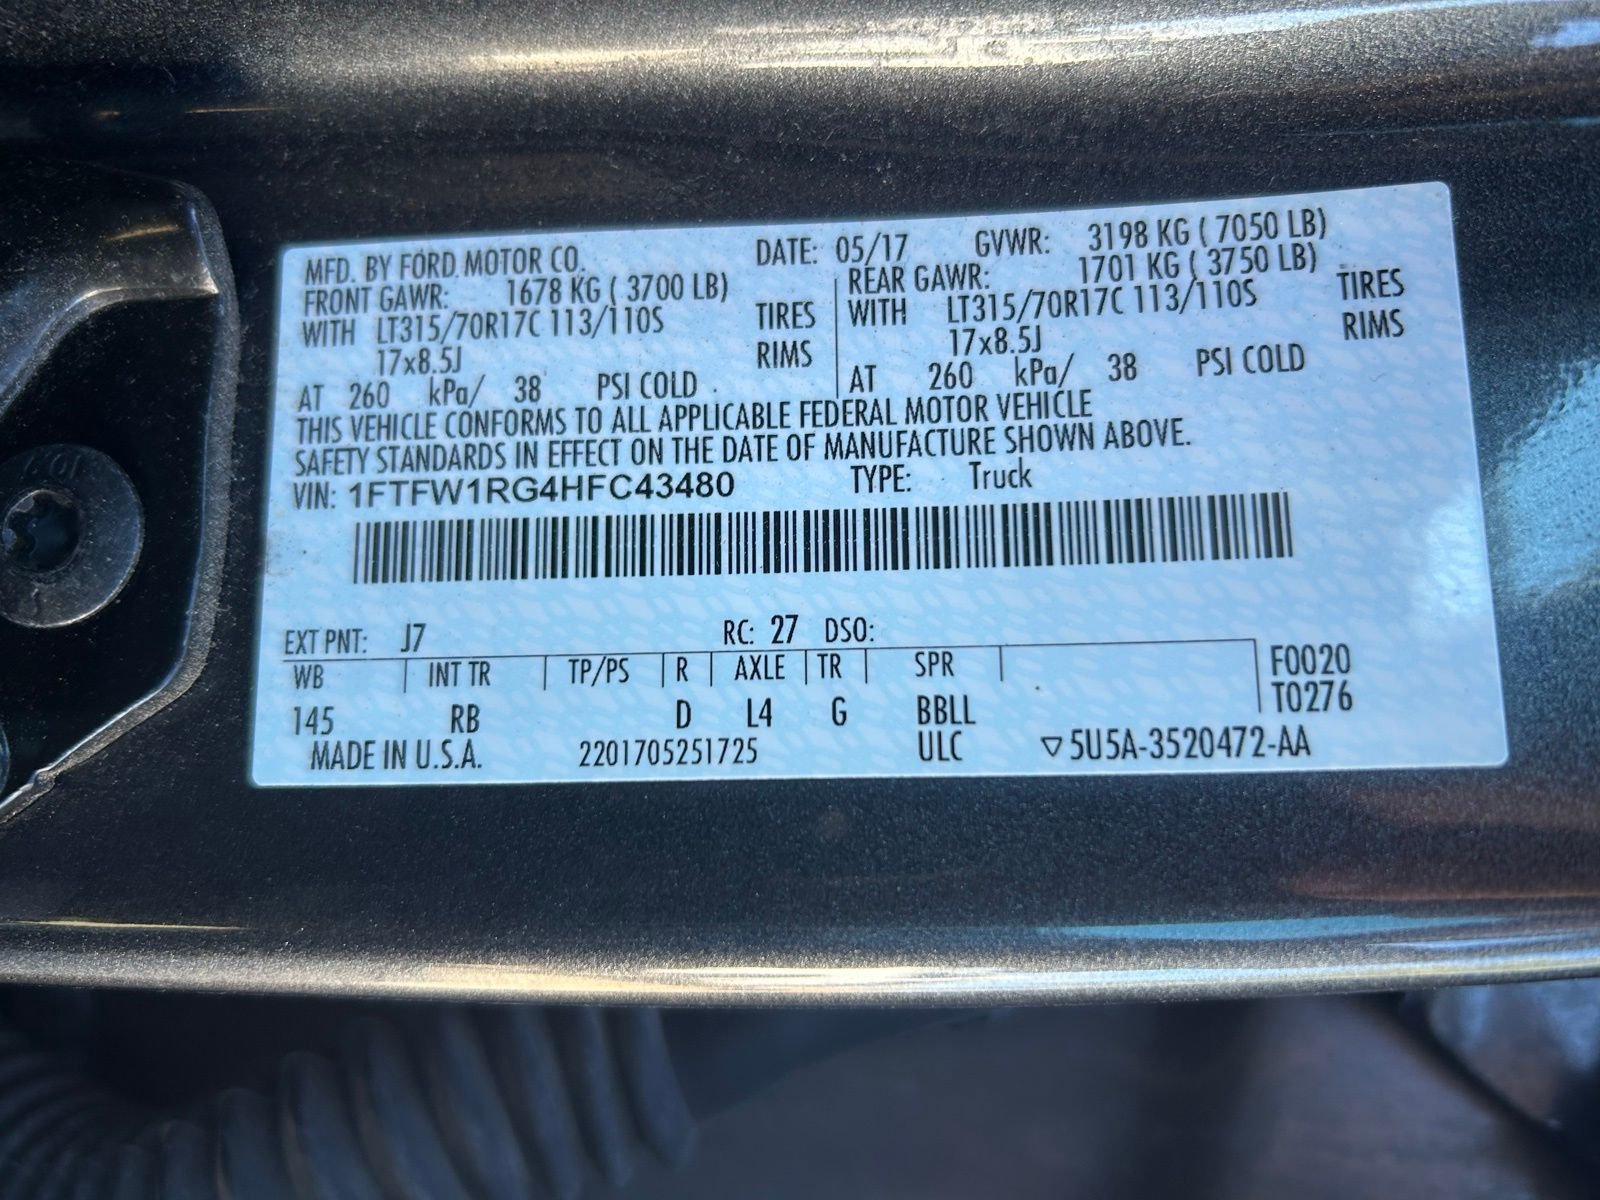 MFD. BY FORD MOTOR CO. DATE: 05/17 GVWR: 3198 KG ( 7050 LB)
FRONT GAWR: 1678 KG ( 3700 LB) REAR GAWR: 1701 KG ( 3750 LB)
WITH LT315/70R17C 113/110S TIRES WITH LT315/70R17C 113/110S TIRES
17x8.5J RIMS 17x8.5J RIMS
AT 260 kPa/ 38 PSI COLD AT 260 kPa/ 38 PSI COLD
THIS VEHICLE CONFORMS TO ALL APPLICABLE FEDERAL MOTOR VEHICLE
SAFETY STANDARDS IN EFFECT ON THE DATE OF MANUFACTURE SHOWN ABOVE.
VIN: 1FTFW1RG4HFC43480 TYPE: Truck
EXT PNT: J7 RC: 27 DSO:
WB INT TR TP/PS R AXLE TR SPR F0020
145 RB D L4 G BBLL T0276
MADE IN U.S.A. 2201705251725 ULC ▽5U5A-3520472-AA